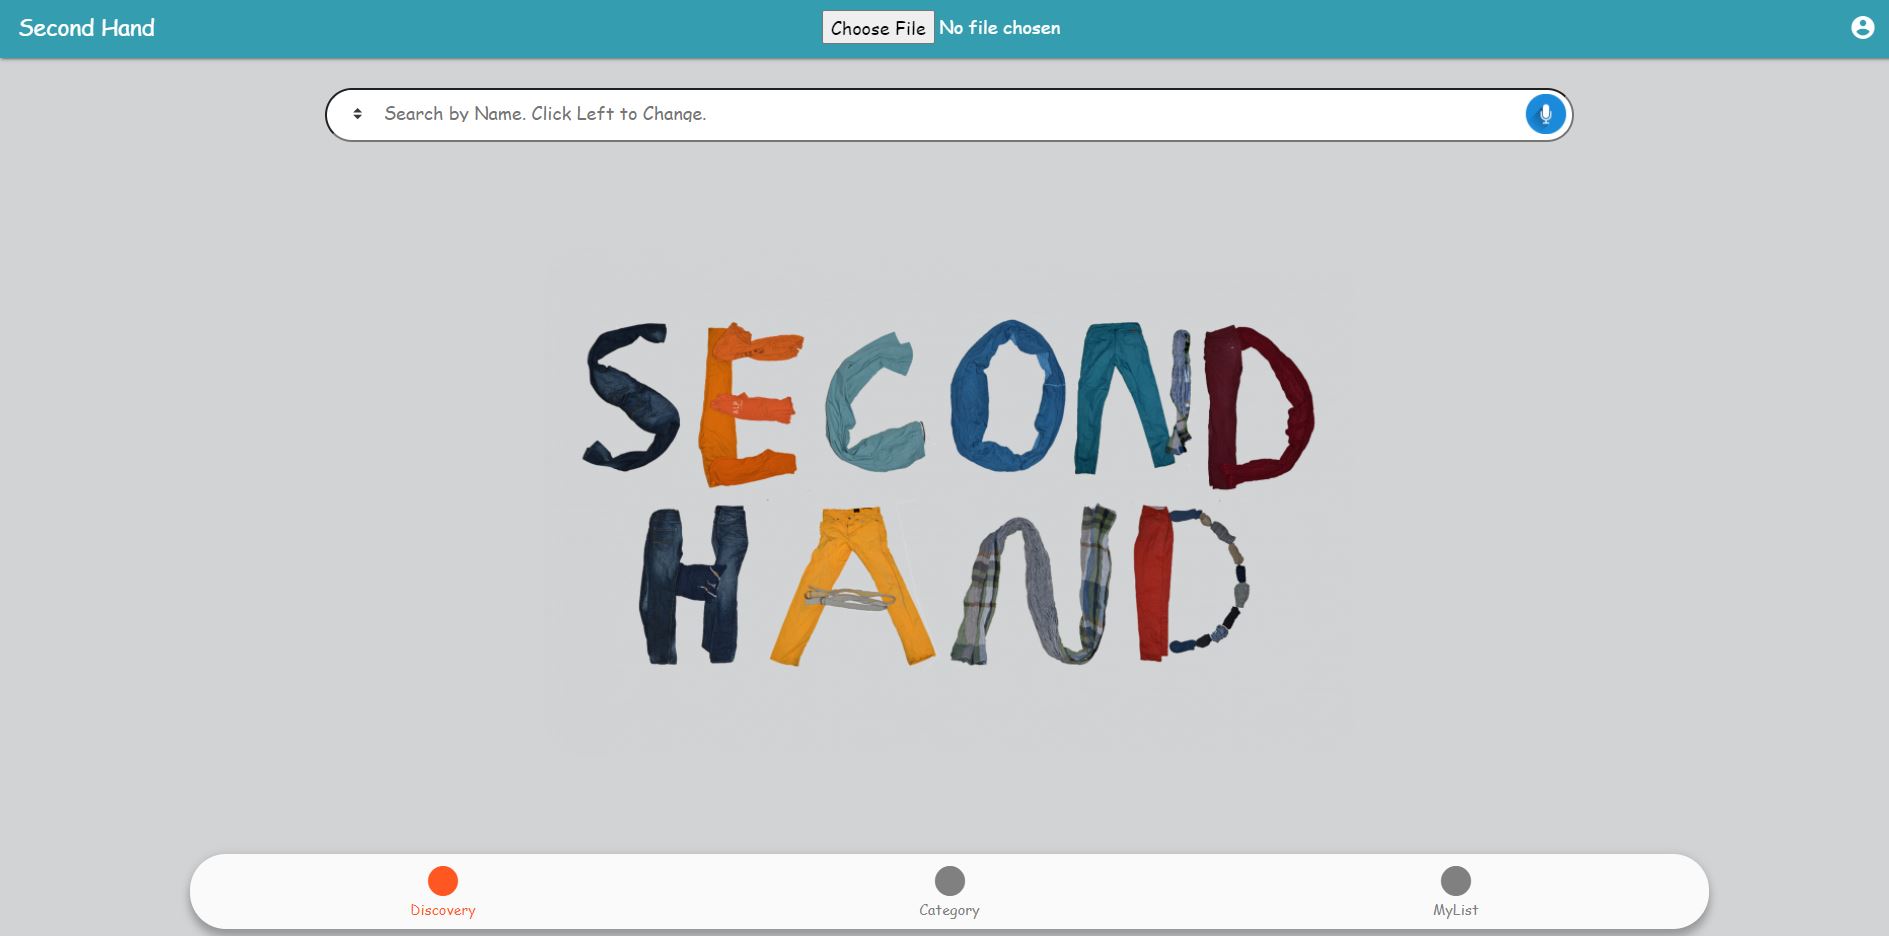 Second Hand
Choose File No file chosen
Search by Name. Click Left to Change.
SECOND
HAND
Discovery
Category
MyList